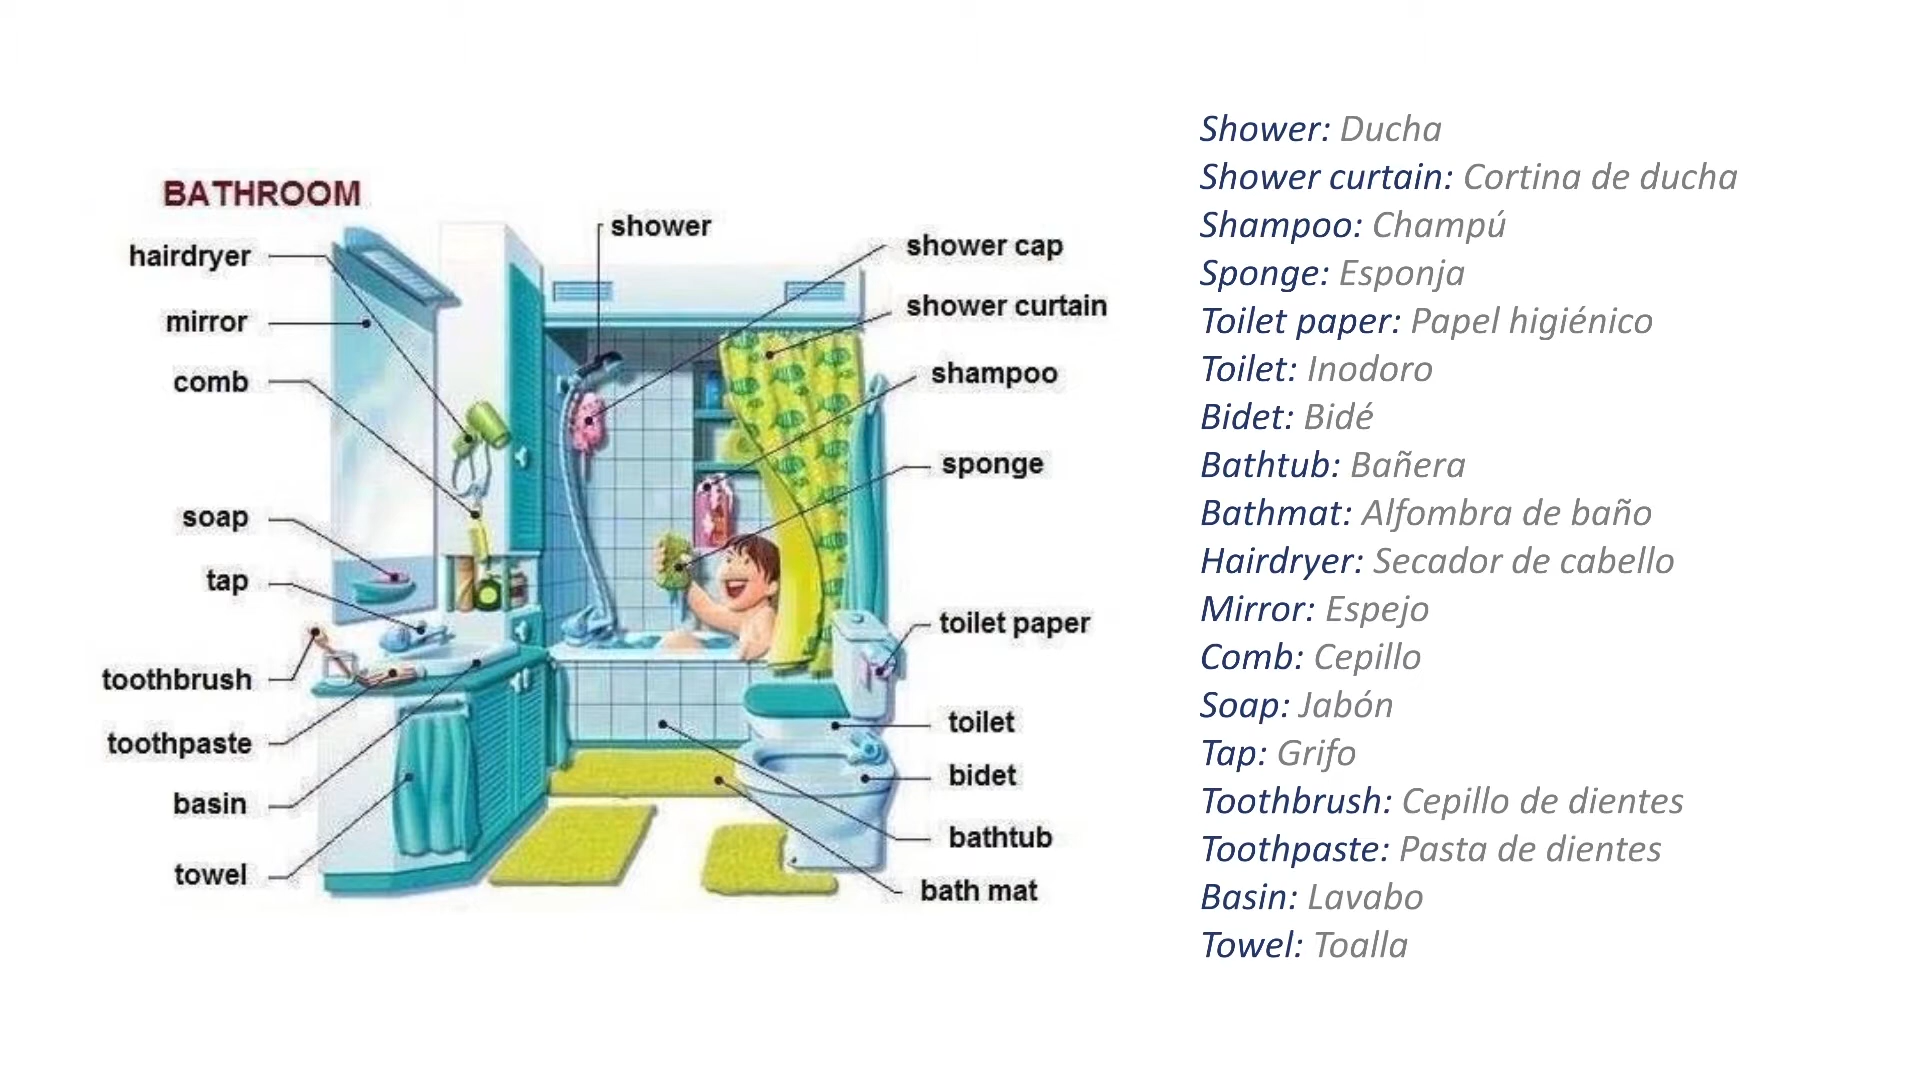 BATHROOM
hairdryer
mirror
comb
soap
tap
toothbrush
toothpaste
basin
towel
shower
shower cap
shower curtain
shampoo
sponge
toilet paper
toilet
bidet
bathtub
bath mat
Shower: Ducha
Shower curtain: Cortina de ducha
Shampoo: Champú
Sponge: Esponja
Toilet paper: Papel higiénico
Toilet: Inodoro
Bidet: Bidé
Bathtub: Bañera
Bathmat: Alfombra de baño
Hairdryer: Secador de cabello
Mirror: Espejo
Comb: Cepillo
Soap: Jabón
Tap: Grifo
Toothbrush: Cepillo de dientes
Toothpaste: Pasta de dientes
Basin: Lavabo
Towel: Toalla